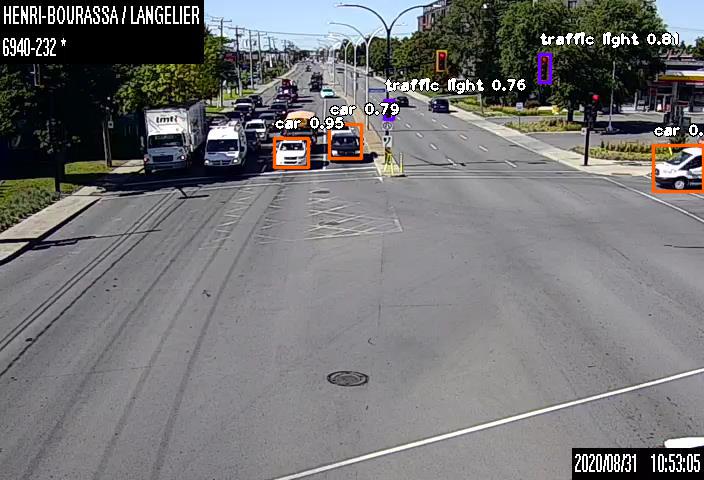 HENRI-BOURASSA / LANGELIER
6940-232 *
traffic light 0.81
traffic light 0.76
car 0.79
car 0.95
car 0.
2020/08/31 10:53:05